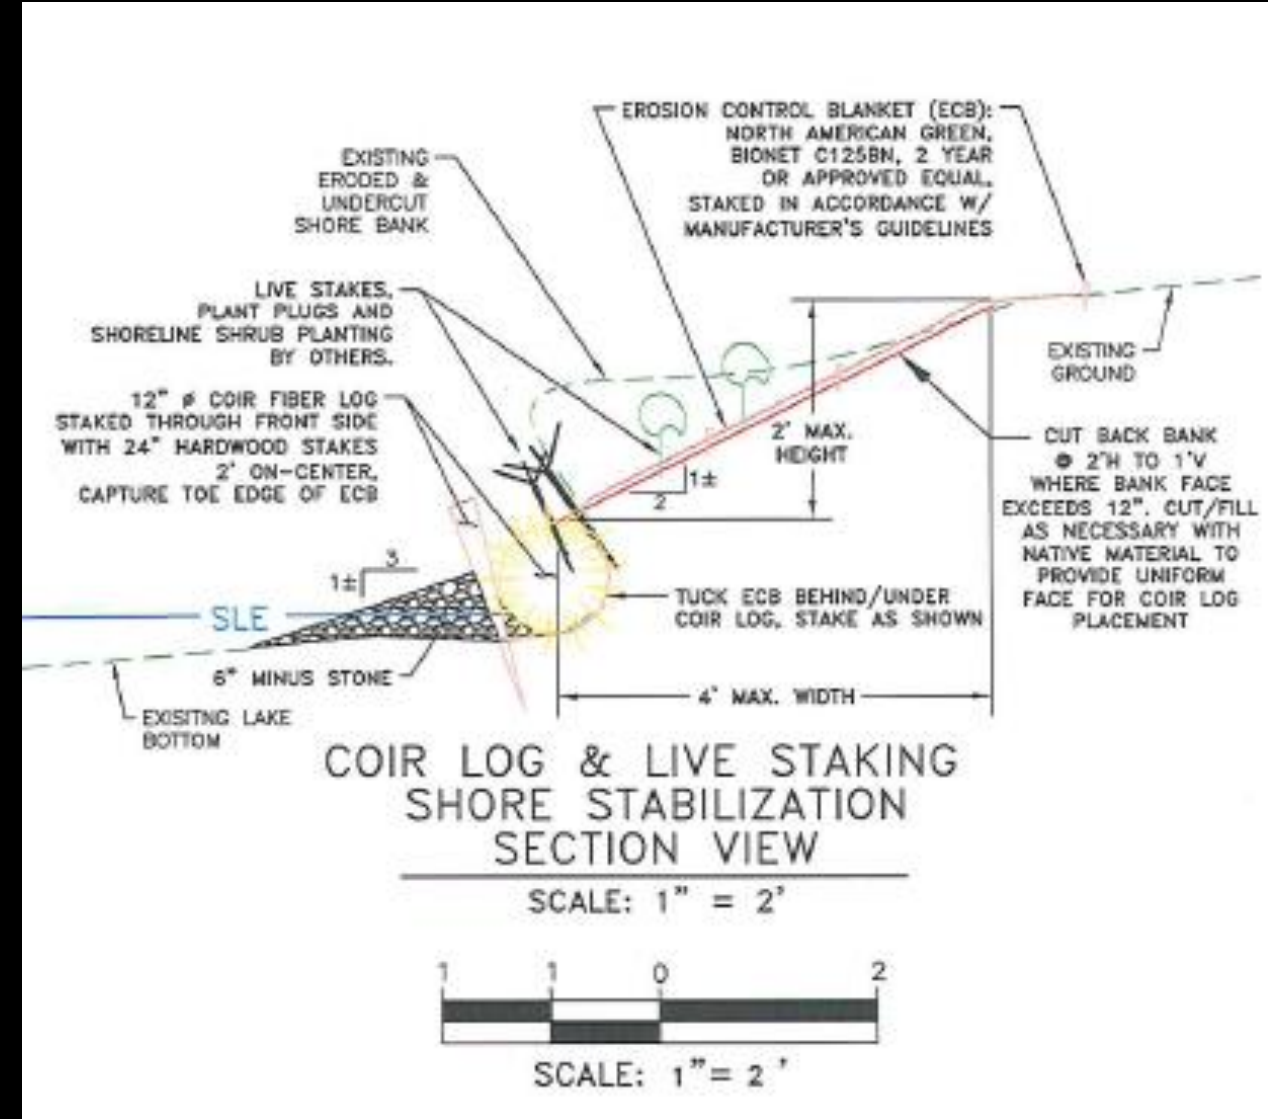 EROSION CONTROL BLANKET (ECB):
NORTH AMERICAN GREEN,
BIONET C125BN, 2 YEAR
OR APPROVED EQUAL,
STAKED IN ACCORDANCE W/
MANUFACTURER'S GUIDELINES
EXISTING
ERODED &
UNDERCUT
SHORE BANK
LIVE STAKES,
PLANT PLUGS AND
SHORELINE SHRUB PLANTING
BY OTHERS.
12" ø COIR FIBER LOG
STAKED THROUGH FRONT SIDE
WITH 24" HARDWOOD STAKES
2' ON-CENTER,
CAPTURE TOE EDGE OF ECB
EXISTING
GROUND
2' MAX.
HEIGHT
1±
2
CUT BACK BANK
@ 2'H TO 1'V
WHERE BANK FACE
EXCEEDS 12". CUT/FILL
AS NECESSARY WITH
NATIVE MATERIAL TO
PROVIDE UNIFORM
FACE FOR COIR LOG
PLACEMENT
3
1±
SLE
TUCK ECB BEHIND/UNDER
COIR LOG, STAKE AS SHOWN
6" MINUS STONE
4' MAX. WIDTH
EXISITNG LAKE
BOTTOM
COIR LOG & LIVE STAKING
SHORE STABILIZATION
SECTION VIEW
SCALE: 1" = 2'
1 1 0 2
SCALE: 1"= 2 '